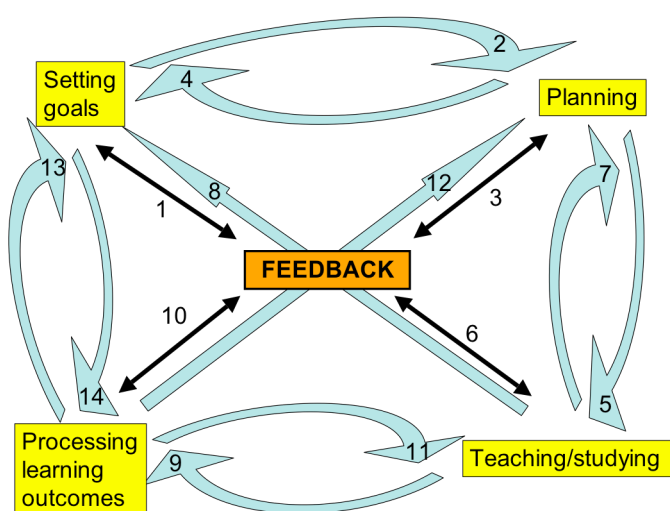 2
4
Setting
goals
Planning
13
8
12
7
1
3
FEEDBACK
10
6
14
5
Processing
learning
outcomes
9
11
Teaching/studying